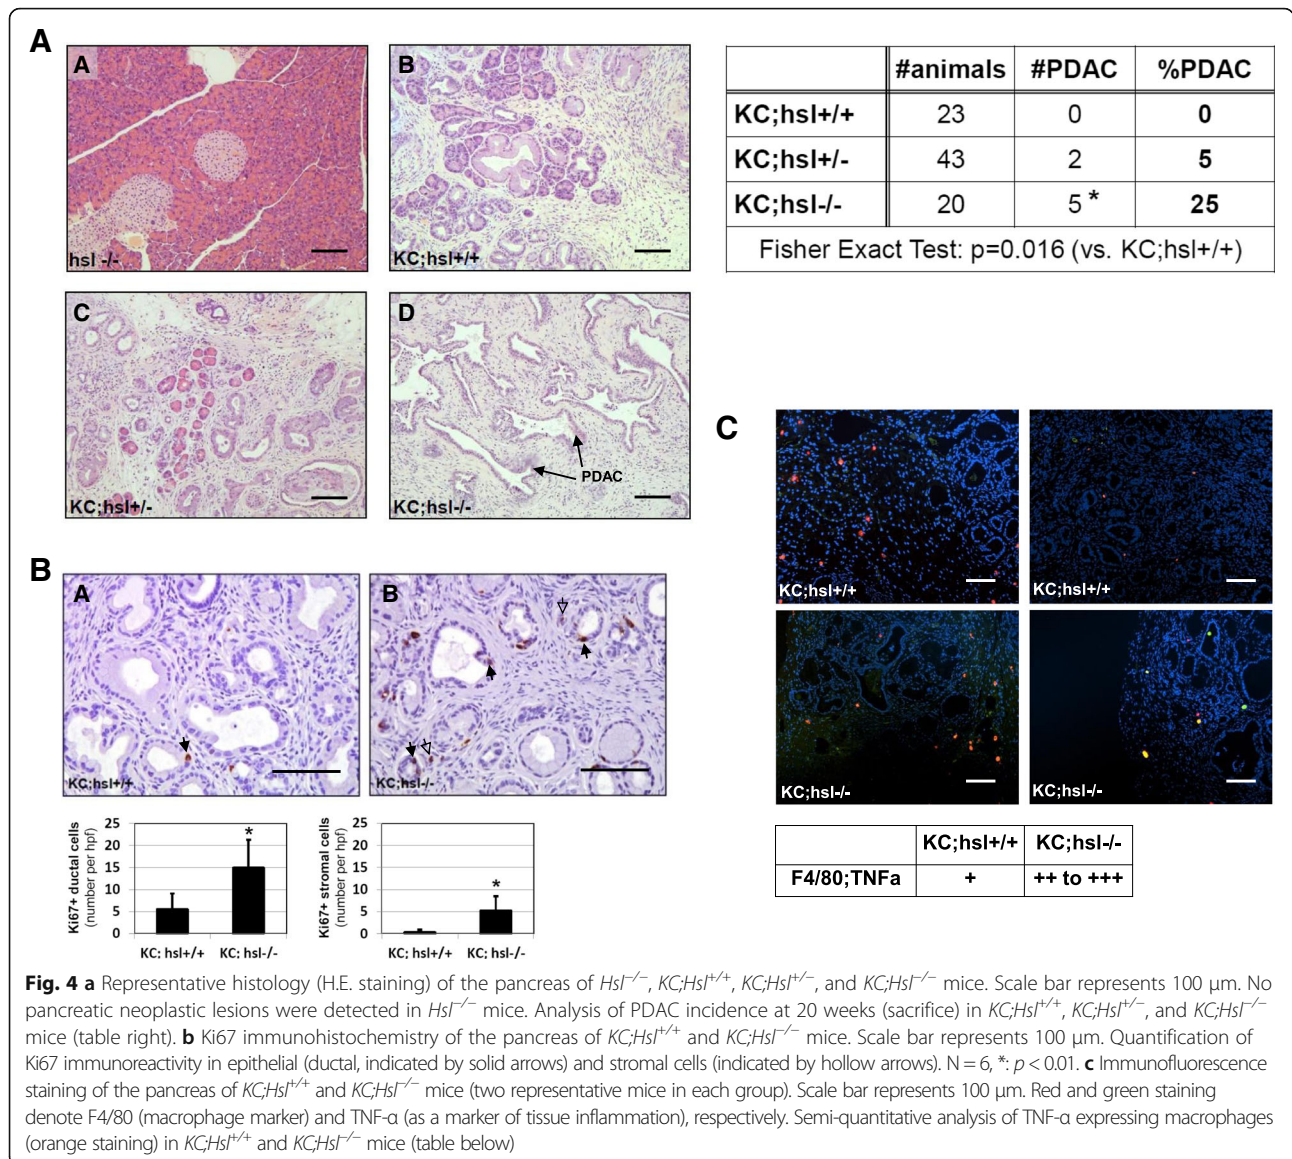 A
A
hsl -/-
B
KC;hsl+/+
C
KC;hsl+/-
D
PDAC
KC;hsl-/-
#animals #PDAC %PDAC
KC;hsl+/+ 23 0 0
KC;hsl+/- 43 2 5
KC;hsl-/- 20 5* 25
Fisher Exact Test: p=0.016 (vs. KC;hsl+/+)
B
A
KC;hsl+/+
B
KC;hsl-/-
Ki67+ ductal cells
(number per hpf)
25
20
15
10
5
0
*
KC; hsl+/+ KC; hsl-/-
Ki67+ stromal cells
(number per hpf)
25
20
15
10
5
0
*
KC; hsl+/+ KC; hsl-/-
C
KC;hsl+/+
KC;hsl+/+
KC;hsl-/-
KC;hsl-/-
KC;hsl+/+ KC;hsl-/-
F4/80;TNFa + ++ to +++
Fig. 4 a Representative histology (H.E. staining) of the pancreas of Hsl−/−, KC;Hsl+/+, KC;Hsl+/−, and KC;Hsl−/− mice. Scale bar represents 100 μm. No
pancreatic neoplastic lesions were detected in Hsl−/− mice. Analysis of PDAC incidence at 20 weeks (sacrifice) in KC;Hsl+/+, KC;Hsl+/−, and KC;Hsl−/−
mice (table right). b Ki67 immunohistochemistry of the pancreas of KC;Hsl+/+ and KC;Hsl−/− mice. Scale bar represents 100 μm. Quantification of
Ki67 immunoreactivity in epithelial (ductal, indicated by solid arrows) and stromal cells (indicated by hollow arrows). N = 6, *: p < 0.01. c Immunofluorescence
staining of the pancreas of KC;Hsl+/+ and KC;Hsl−/− mice (two representative mice in each group). Scale bar represents 100 μm. Red and green staining
denote F4/80 (macrophage marker) and TNF-α (as a marker of tissue inflammation), respectively. Semi-quantitative analysis of TNF-α expressing macrophages
(orange staining) in KC;Hsl+/+ and KC;Hsl−/− mice (table below)